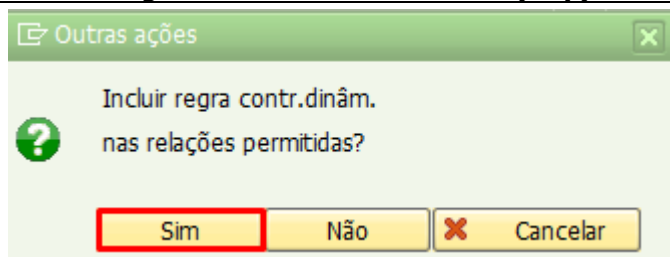 Outras ações
Incluir regra contr.dinâm.
nas relações permitidas?
Sim Não Cancelar